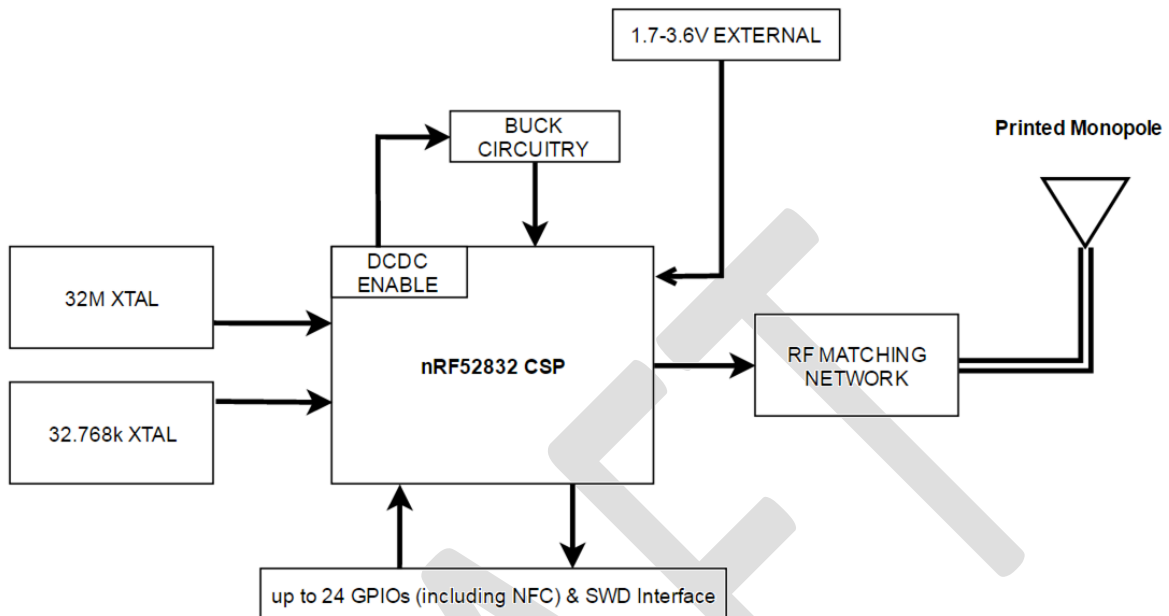 1.7-3.6V EXTERNAL
BUCK
CIRCUITRY
Printed Monopole
DCDC
ENABLE
32M XTAL
nRF52832 CSP
RF MATCHING
NETWORK
32.768k XTAL
up to 24 GPIOs (including NFC) & SWD Interface